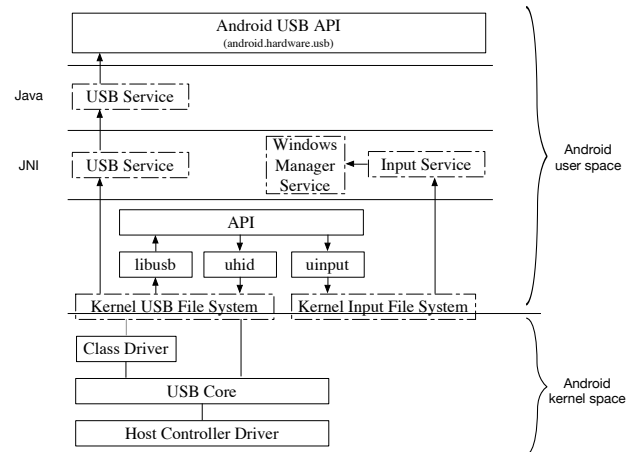 Android USB API
(android.hardware.usb)
Java
USB Service
JNI
USB Service
Windows
Manager
Service
Input Service
Android
user space
API
libusb
uhid
uinput
Kernel USB File System
Kernel Input File System
Class Driver
USB Core
Host Controller Driver
Android
kernel space